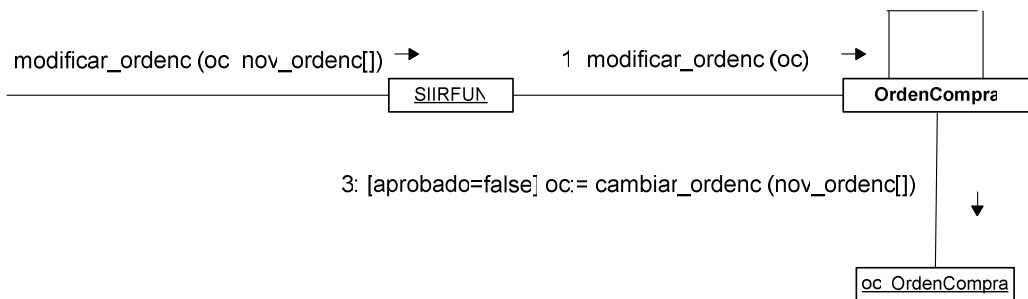 modificar_ordenc (oc nov_ordenc[])
1 modificar_ordenc (oc)
SIIRFUN
OrdenCompra
3: [aprobado=false] oc:= cambiar_ordenc (nov_ordenc[])
oc OrdenCompra